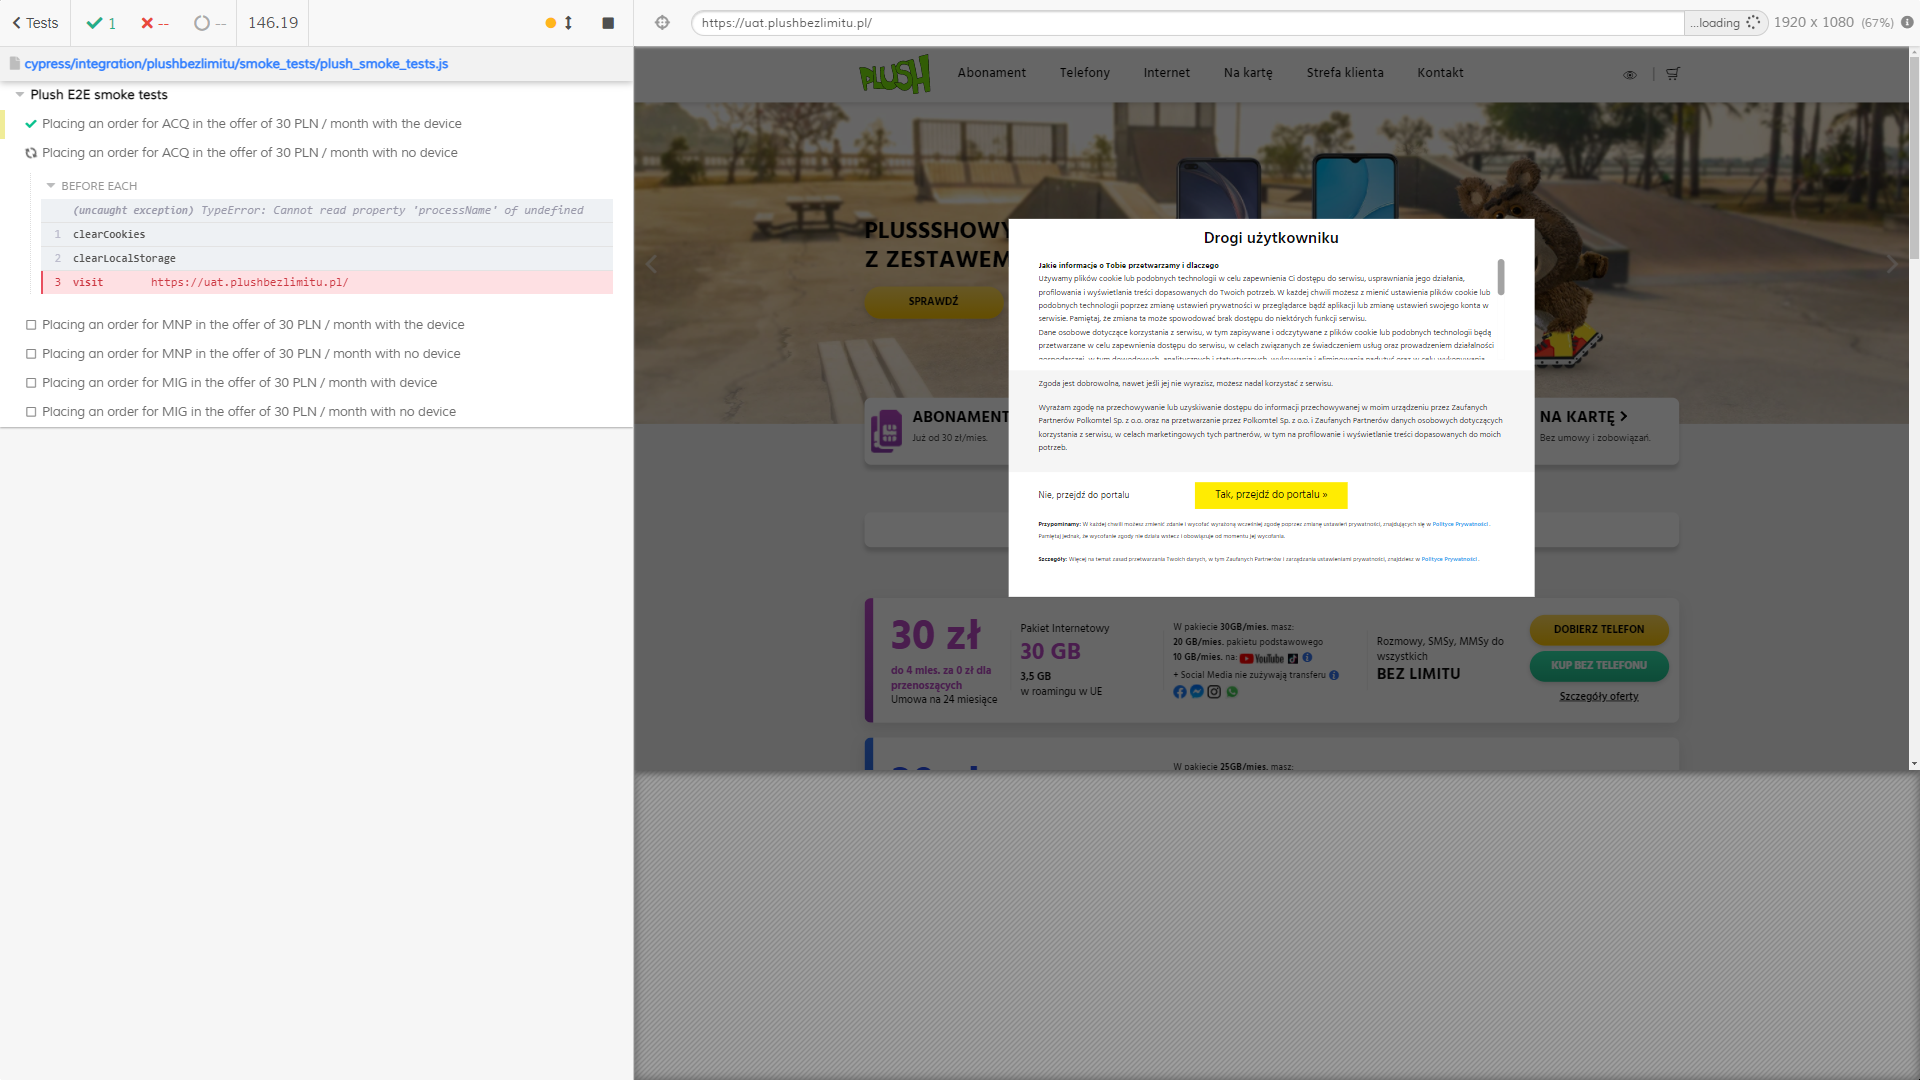 Tests
1
--
--
146.19
https://uat.plushbezlimitu.pl/
...loading
1920 x 1080 (67%)
cypress/integration/plushbezlimitu/smoke_tests/plush_smoke_tests.js
Plush E2E smoke tests
Placing an order for ACQ in the offer of 30 PLN / month with the device
Placing an order for ACQ in the offer of 30 PLN / month with no device
BEFORE EACH
(uncaught exception) TypeError: Cannot read property 'processName' of undefined
1 clearCookies
2 clearLocalStorage
3 visit https://uat.plushbezlimitu.pl/
Placing an order for MNP in the offer of 30 PLN / month with the device
Placing an order for MNP in the offer of 30 PLN / month with no device
Placing an order for MIG in the offer of 30 PLN / month with device
Placing an order for MIG in the offer of 30 PLN / month with no device
PLUSH
Abonament
Telefony
Internet
Na kartę
Strefa klienta
Kontakt
PLUSSSHOWY
Z ZESTAWEM
SPRAWDŹ
Drogi użytkowniku
Jakie informacje o Tobie przetwarzamy i dlaczego
Używamy plików cookie lub podobnych technologii w celu zapewnienia Ci dostępu do serwisu, usprawniania jego działania,
profilowania i wyświetlania treści dopasowanych do Twoich potrzeb. W każdej chwili możesz z mienić ustawienia plików cookie lub
podobnych technologii poprzez zmianę ustawień prywatności w przeglądarce bądź aplikacji lub zmianę ustawień swojego konta w
serwisie. Pamiętaj, że zmiana ta może spowodować brak dostępu do niektórych funkcji serwisu.
Dane osobowe dotyczące korzystania z serwisu, w tym zapisywane i odczytywane z plików cookie lub podobnych technologii będą
przetwarzane w celu zapewnienia dostępu do serwisu, w celach związanych ze świadczeniem usług oraz prowadzeniem działalności
gospodarczej, w tym dowodowych, analitycznych i statystycznych, wykrywania i eliminowania nadużyć oraz w celu wykonywania
Zgoda jest dobrowolna, nawet jeśli jej nie wyrazisz, możesz nadal korzystać z serwisu.
Wyrażam zgodę na przechowywanie lub uzyskiwanie dostępu do informacji przechowywanej w moim urządzeniu przez Zaufanych
Partnerów Polkomtel Sp. z o.o. oraz na przetwarzanie przez Polkomtel Sp. z o.o. i Zaufanych Partnerów danych osobowych dotyczących
korzystania z serwisu, w celach marketingowych tych partnerów, w tym na profilowanie i wyświetlanie treści dopasowanych do moich
potrzeb.
Nie, przejdź do portalu
Tak, przejdź do portalu »
Przypominamy: W każdej chwili możesz zmienić zdanie i wycofać wyrażoną wcześniej zgodę poprzez zmianę ustawień prywatności, znajdujących się w Polityce Prywatności .
Pamiętaj jednak, że wycofanie zgody nie działa wstecz i obowiązuje od momentu jej wycofania.
Szczegóły: Więcej na temat zasad przetwarzania Twoich danych, w tym Zaufanych Partnerów i zarządzania ustawieniami prywatności, znajdziesz w Polityce Prywatności .
ABONAMENT
Już od 30 zł/mies.
NA KARTĘ
Bez umowy i zobowiązań.
30 zł
do 4 mies. za 0 zł dla
przenoszących
Umowa na 24 miesiące
Pakiet Internetowy
30 GB
3,5 GB
w roamingu w UE
W pakiecie 30GB/mies. masz:
20 GB/mies. pakietu podstawowego
10 GB/mies. na: YouTube
+ Social Media nie zużywają transferu
Rozmowy, SMSy, MMSy do
wszystkich
BEZ LIMITU
DOBIERZ TELEFON
KUP BEZ TELEFONU
Szczegóły oferty
W pakiecie 25GB/mies. masz: